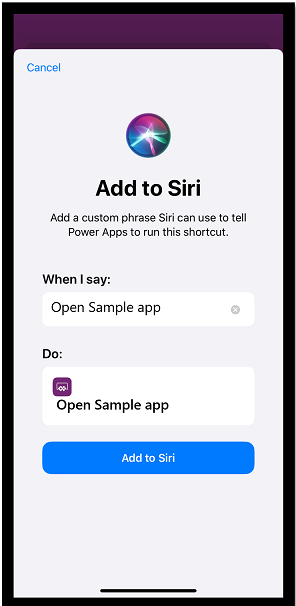 Cancel
Add to Siri
Add a custom phrase Siri can use to tell
Power Apps to run this shortcut.
When I say:
Open Sample app
Do:
Open Sample app
Add to Siri